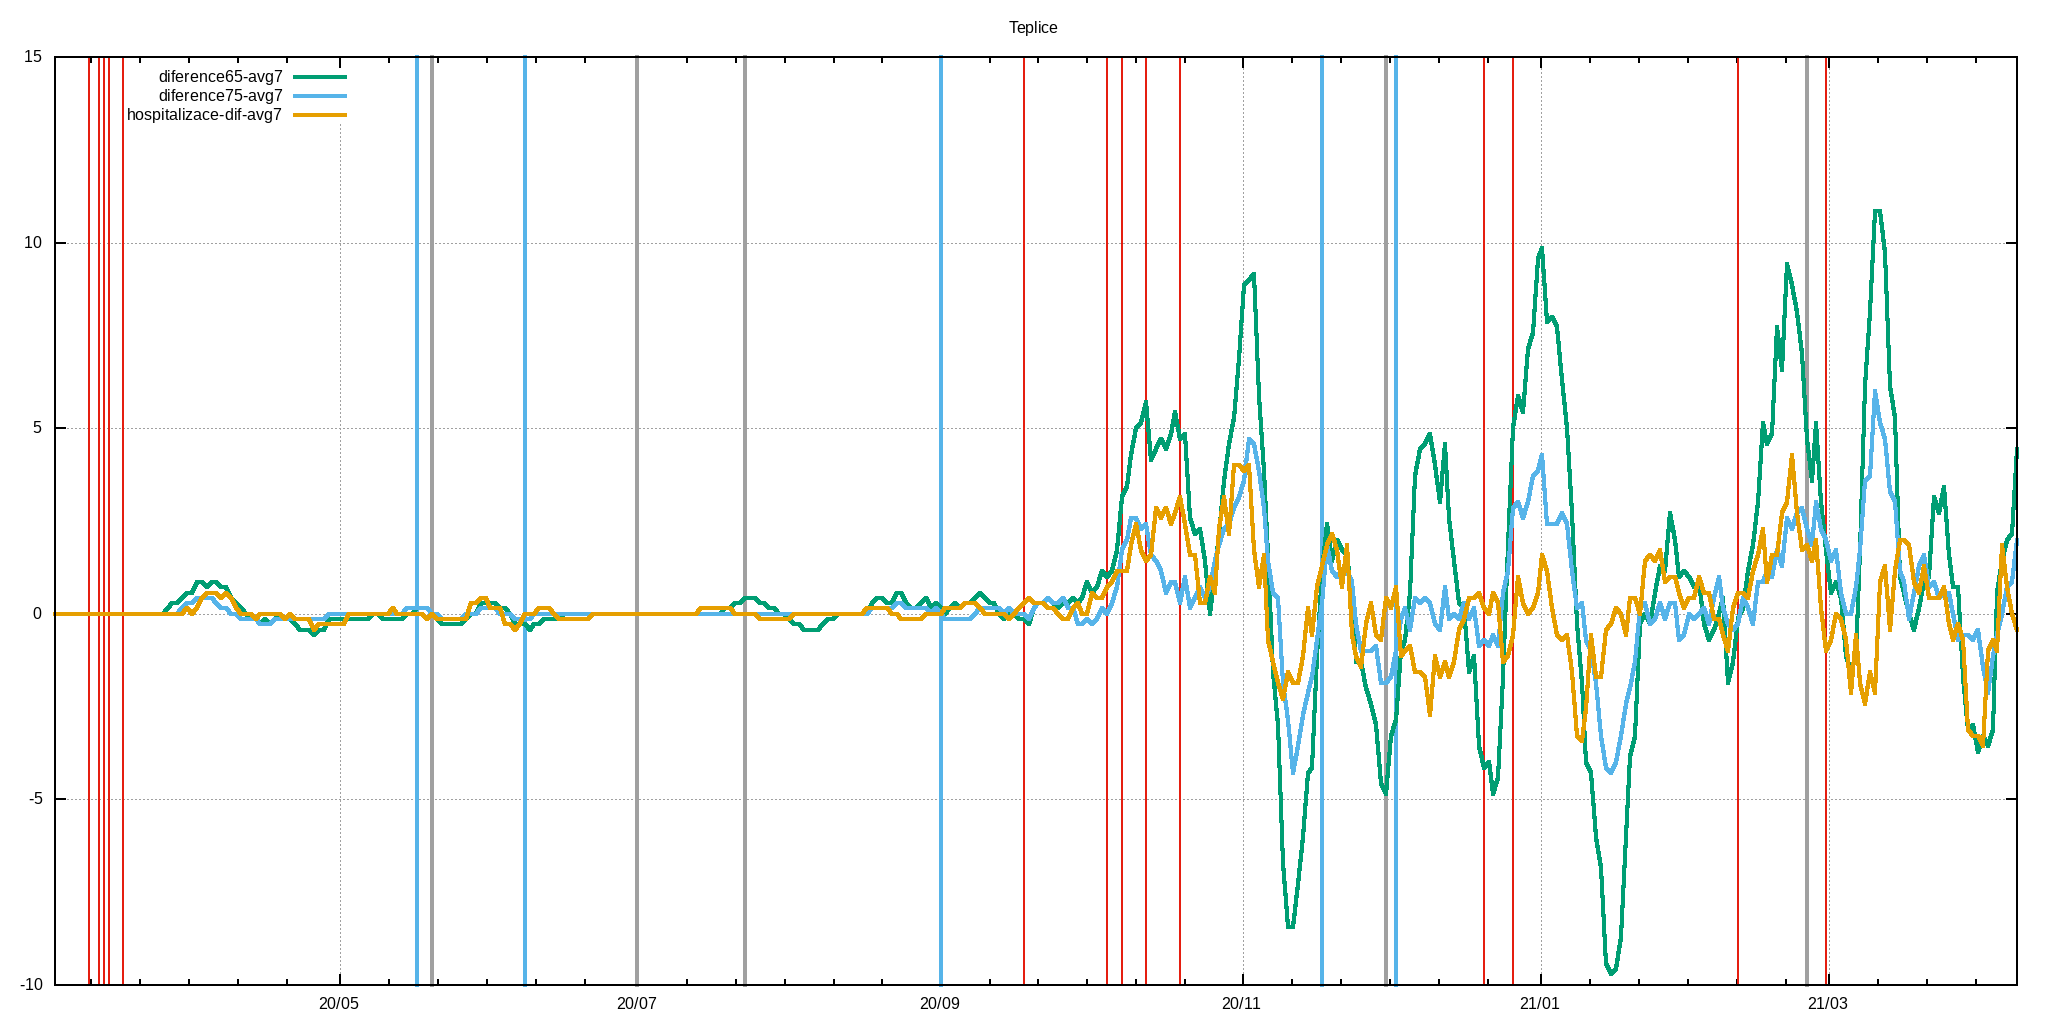 Teplice
15
diference65-avg7
diference75-avg7
hospitalizace-dif-avg7
10
5
0
-5
-10
20/05 20/07 20/09 20/11 21/01 21/03